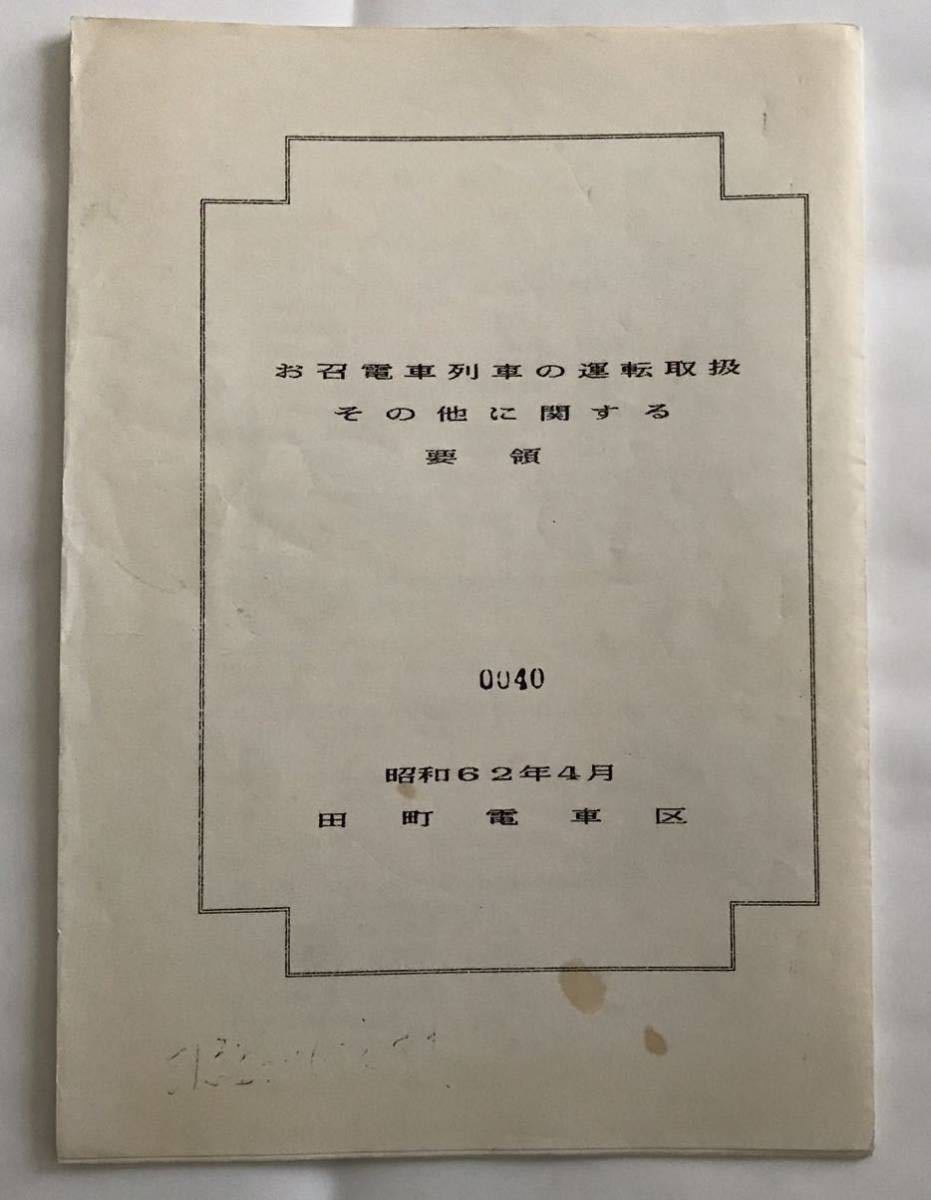 お召電車列車の運転取扱
その他に関する
要領
0040
昭和62年4月
田町電車区